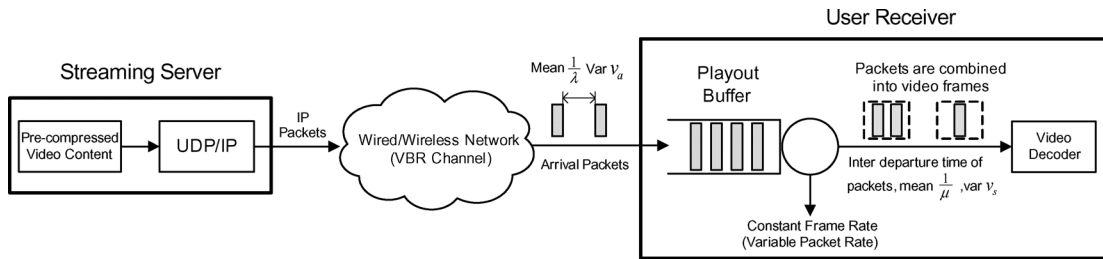 Streaming Server
Pre-compressed
Video Content
UDP/IP
IP
Packets
Wired/Wireless Network
(VBR Channel)
Mean 1/λ Var vₐ
Arrival Packets
User Receiver
Playout
Buffer
Packets are combined
into video frames
Inter departure time of
packets, mean 1/μ ,var vₛ
Video
Decoder
Constant Frame Rate
(Variable Packet Rate)